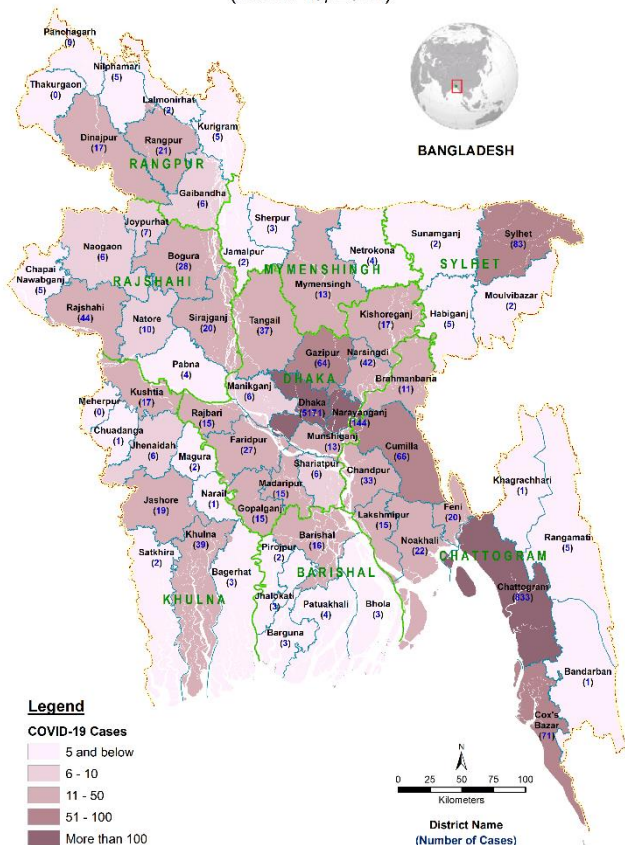 Panchagarh
(9)
Nilphamari
(5)
Thakurgaon
(0)
Lalmonirhat
(2)
Kurigram
(5)
Dinajpur
(17)
Rangpur
(21)
RANGPUR
Gaibandha
(6)
BANGLADESH
Joypurhat
(7)
Naogaon
(6)
Bogura
(28)
Chapai
Nawabganj
(5)
RAJSHAHI
Rajshahi
(44)
Natore
(10)
Sirajganj
(20)
Pabna
(4)
Sherpur
(3)
Jamalpur
(2)
Netrokona
(4)
MYMENSINGH
Mymensingh
(13)
Sunamganj
(2)
Sylhet
(83)
SYLHET
Moulvibazar
(2)
Habiganj
(5)
Tangail
(37)
Kishoreganj
(17)
Gazipur
(64)
Narsingdi
(42)
DHAKA
Manikganj
(6)
Dhaka
(5171)
Narayanganj
(144)
Brahmanbaria
(11)
Munshiganj
(13)
Cumilla
(66)
Meherpur
(0)
Kushtia
(17)
Rajbari
(15)
Chuadanga
(1)
Jhenaidah
(6)
Magura
(2)
Faridpur
(27)
Shariatpur
(6)
Chandpur
(33)
Madaripur
(15)
Narail
(1)
Gopalganj
(15)
Jashore
(19)
Lakshmipur
(15)
Feni
(20)
Noakhali
(22)
Khagrachhari
(1)
Rangamati
(5)
CHATTOGRAM
Chattogram
(833)
Khulna
(39)
Satkhira
(2)
Bagerhat
(3)
KHULNA
Barishal
(16)
Pirojpur
(2)
BARISHAL
Jhalokati
(3)
Patuakhali
(4)
Bhola
(3)
Barguna
(3)
Bandarban
(1)
Cox's
Bazar
(71)
Legend
COVID-19 Cases
5 and below
6 - 10
11 - 50
51 - 100
More than 100
N
0 25 50 75 100
Kilometers
District Name
(Number of Cases)